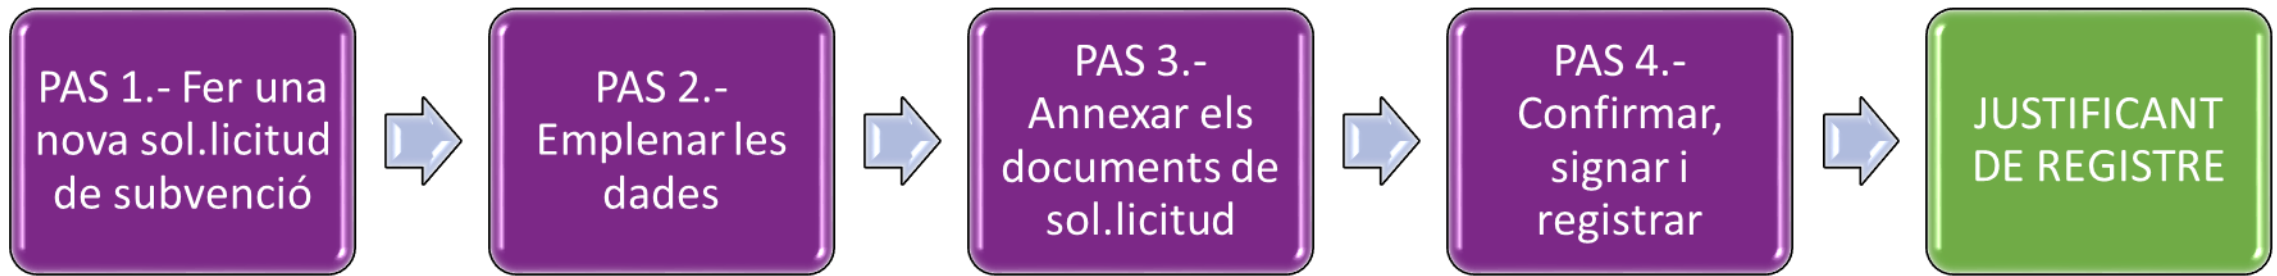 PAS 1.- Fer una
nova sol.licitud
de subvenció
PAS 2.-
Emplenar les
dades
PAS 3.-
Annexar els
documents de
sol.licitud
PAS 4.-
Confirmar,
signar i
registrar
JUSTIFICANT
DE REGISTRE